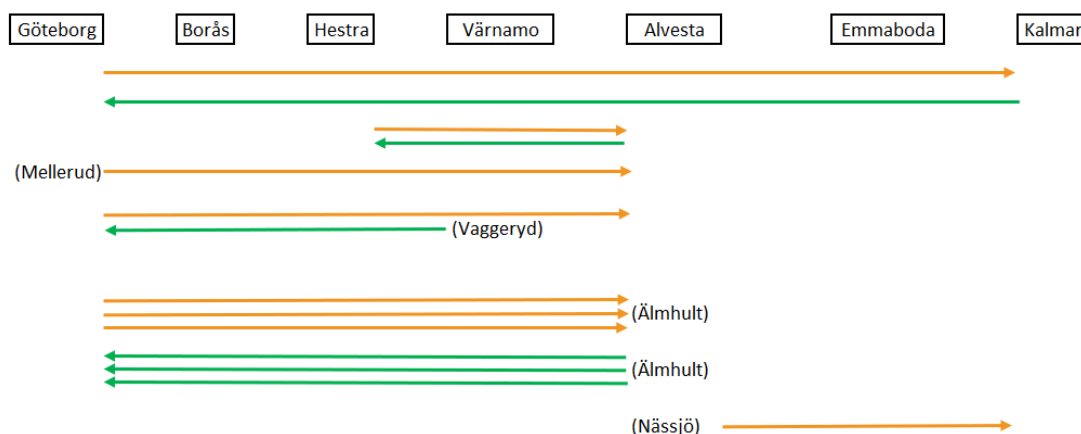 Göteborg Borås Hestra Värnamo Alvesta Emmaboda Kalmar
(Mellerud)
(Vaggeryd)
(Älmhult)
(Älmhult)
(Nässjö)